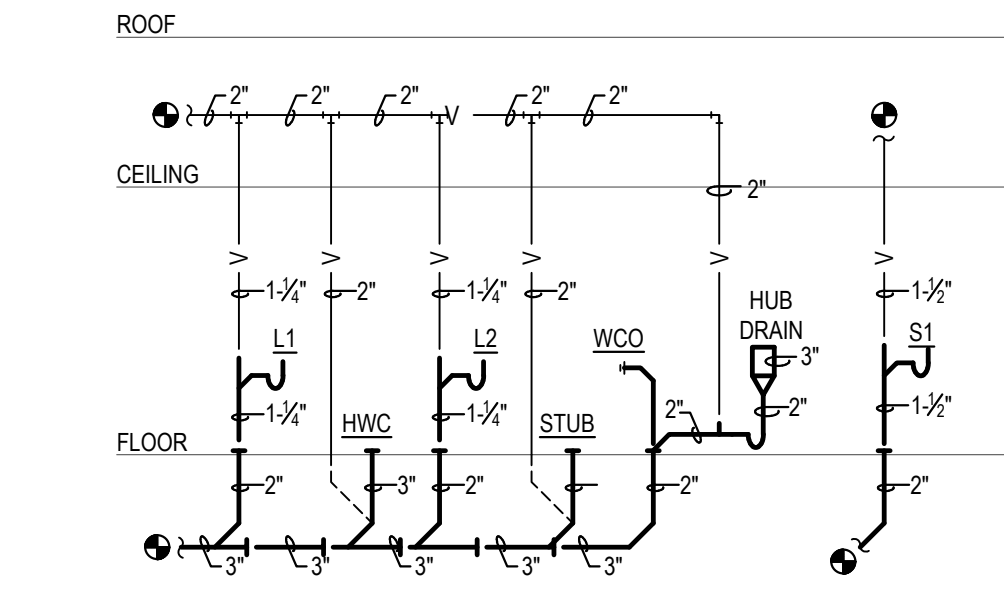 ROOF
2" 2" 2" 2" 2"
V
CEILING
2"
V V V V V V
1-1/4" 2" 1-1/4" 2" 1-1/2"
HUB
DRAIN
L1 L2 WCO S1
3"
1-1/4" 1-1/4" 2" 2" 1-1/2"
HWC STUB
FLOOR
2" 3" 2" 2" 2"
3" 3" 3" 3" 3"